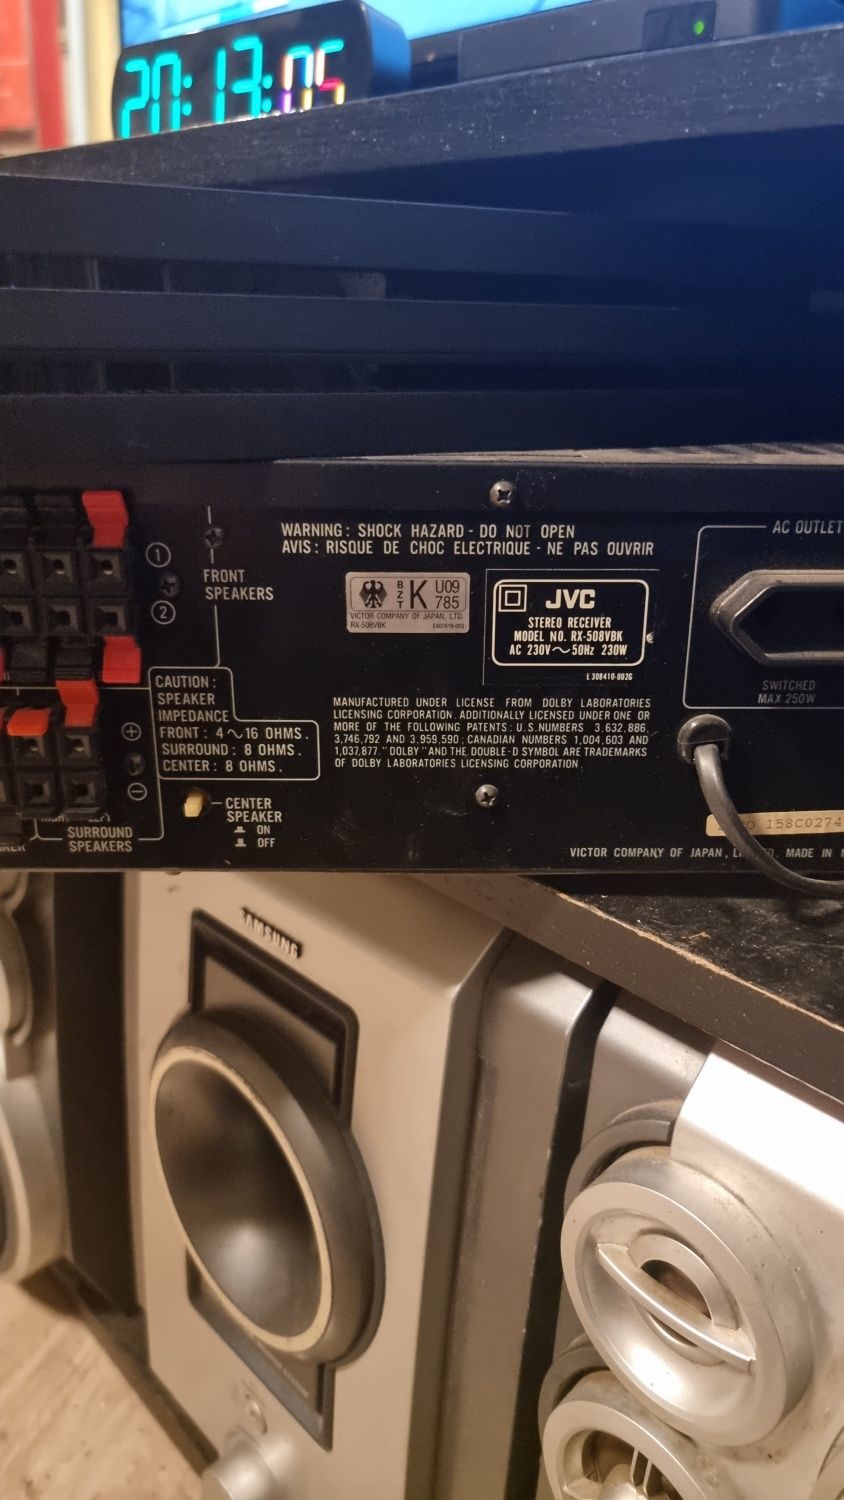 20:13:05
WARNING: SHOCK HAZARD - DO NOT OPEN
AVIS: RISQUE DE CHOC ELECTRIQUE - NE PAS OUVRIR
AC OUTLET
1
2
FRONT
SPEAKERS
BZT K U09
785
VICTOR COMPANY OF JAPAN, LTD.
RX-508VBK
JVC
STEREO RECEIVER
MODEL NO. RX-508VBK
AC 230V～50Hz 230W
E308410-002G
SWITCHED
MAX 250W
CAUTION:
SPEAKER
IMPEDANCE
FRONT: 4～16 OHMS.
SURROUND: 8 OHMS.
CENTER: 8 OHMS.
MANUFACTURED UNDER LICENSE FROM DOLBY LABORATORIES
LICENSING CORPORATION. ADDITIONALLY LICENSED UNDER ONE OR
MORE OF THE FOLLOWING PATENTS: U.S. NUMBERS 3,632,886,
3,746,792 AND 3,959,590: CANADIAN NUMBERS 1,004,603 AND
1,037,877. "DOLBY" AND THE DOUBLE-D SYMBOL ARE TRADEMARKS
OF DOLBY LABORATORIES LICENSING CORPORATION.
+
−
CENTER
SPEAKER
ON
OFF
SURROUND
SPEAKERS
158C0274
VICTOR COMPANY OF JAPAN, MADE IN
SAMSUNG